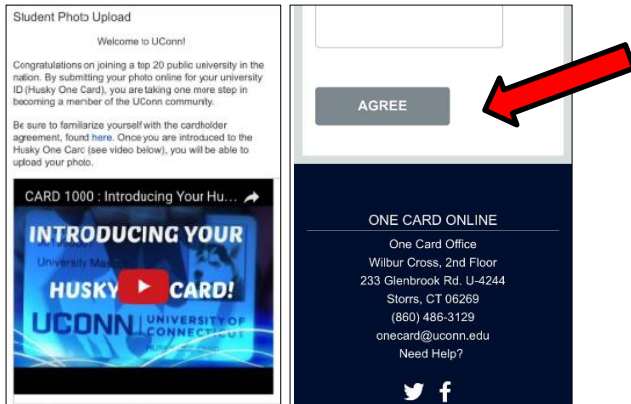 Student Photo Upload
Welcome to UConn!
Congratulations on joining a top 20 public university in the
nation. By submitting your photo online for your university
ID (Husky One Card), you are taking one more step in
becoming a member of the UConn community.
Be sure to familiarize yourself with the cardholder
agreement, found here. Once you are introduced to the
Husky One Card (see video below), you will be able to
upload your photo.
CARD 1000 : Introducing Your Hu...
INTRODUCING YOUR
University
HUSKY CARD!
UCONN UNIVERSITY OF
CONNECTICUT
AGREE
ONE CARD ONLINE
One Card Office
Wilbur Cross, 2nd Floor
233 Glenbrook Rd. U-4244
Storrs, CT 06269
(860) 486-3129
onecard@uconn.edu
Need Help?